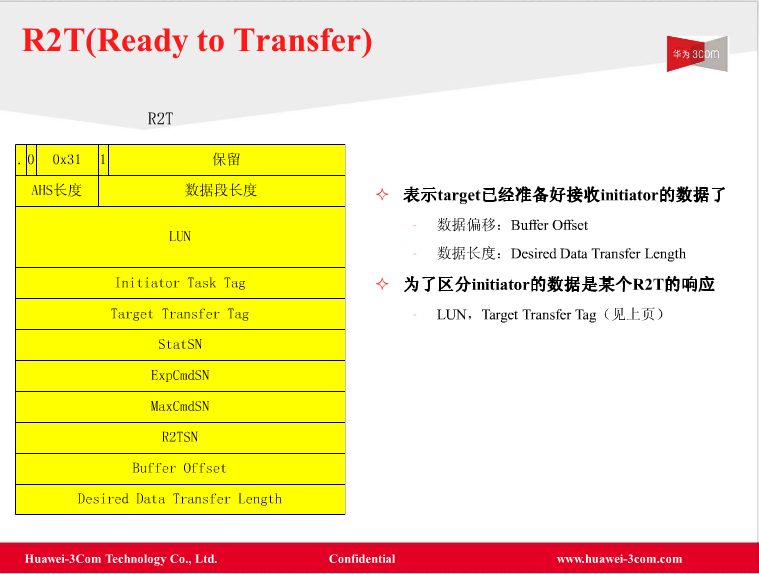 R2T(Ready to Transfer)
华为 3com
R2T
. 0 0x31 1 保留
AHS长度 数据段长度
LUN
Initiator Task Tag
Target Transfer Tag
StatSN
ExpCmdSN
MaxCmdSN
R2TSN
Buffer Offset
Desired Data Transfer Length
表示target已经准备好接收initiator的数据了
- 数据偏移：Buffer Offset
- 数据长度：Desired Data Transfer Length
为了区分initiator的数据是某个R2T的响应
- LUN，Target Transfer Tag（见上页）
Huawei-3Com Technology Co., Ltd. Confidential www.huawei-3com.com